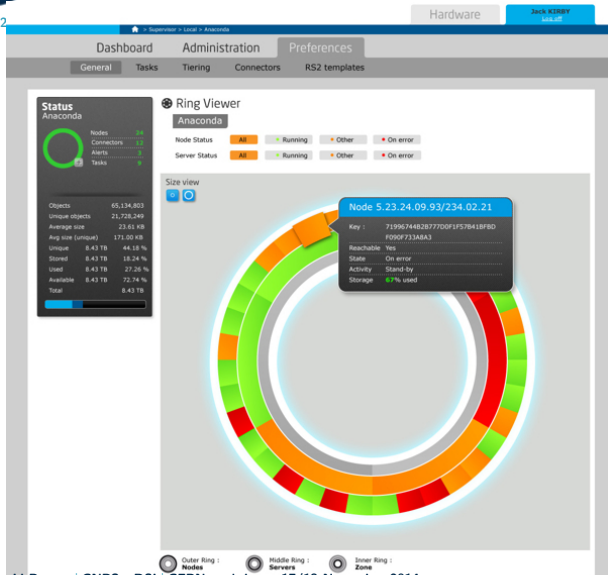 Hardware
Jack KIRBY
Log off
2
> Supervisor > Local > Anaconda
Dashboard Administration Preferences
General Tasks Tiering Connectors RS2 templates
Status
Anaconda
Nodes 24
Connectors 12
Alerts 3
Tasks 9
Objects 65,134,803
Unique objects 21,728,249
Average size 23.61 KB
Avg size (unique) 171.00 KB
Unique 8.43 TB 44.18 %
Stored 8.43 TB 18.24 %
Used 8.43 TB 27.26 %
Available 8.43 TB 72.74 %
Total 8.43 TB
Ring Viewer
Anaconda
Node Status All Running Other On error
Server Status All Running Other On error
Size view
Node 5.23.24.09.93/234.02.21
Key : 71996744B2B777D0F1F57B41BFBD
F090F733A8A3
Reachable Yes
State On error
Activity Stand-by
Storage 67% used
Outer Ring :
Nodes
Middle Ring :
Servers
Inner Ring :
Zone